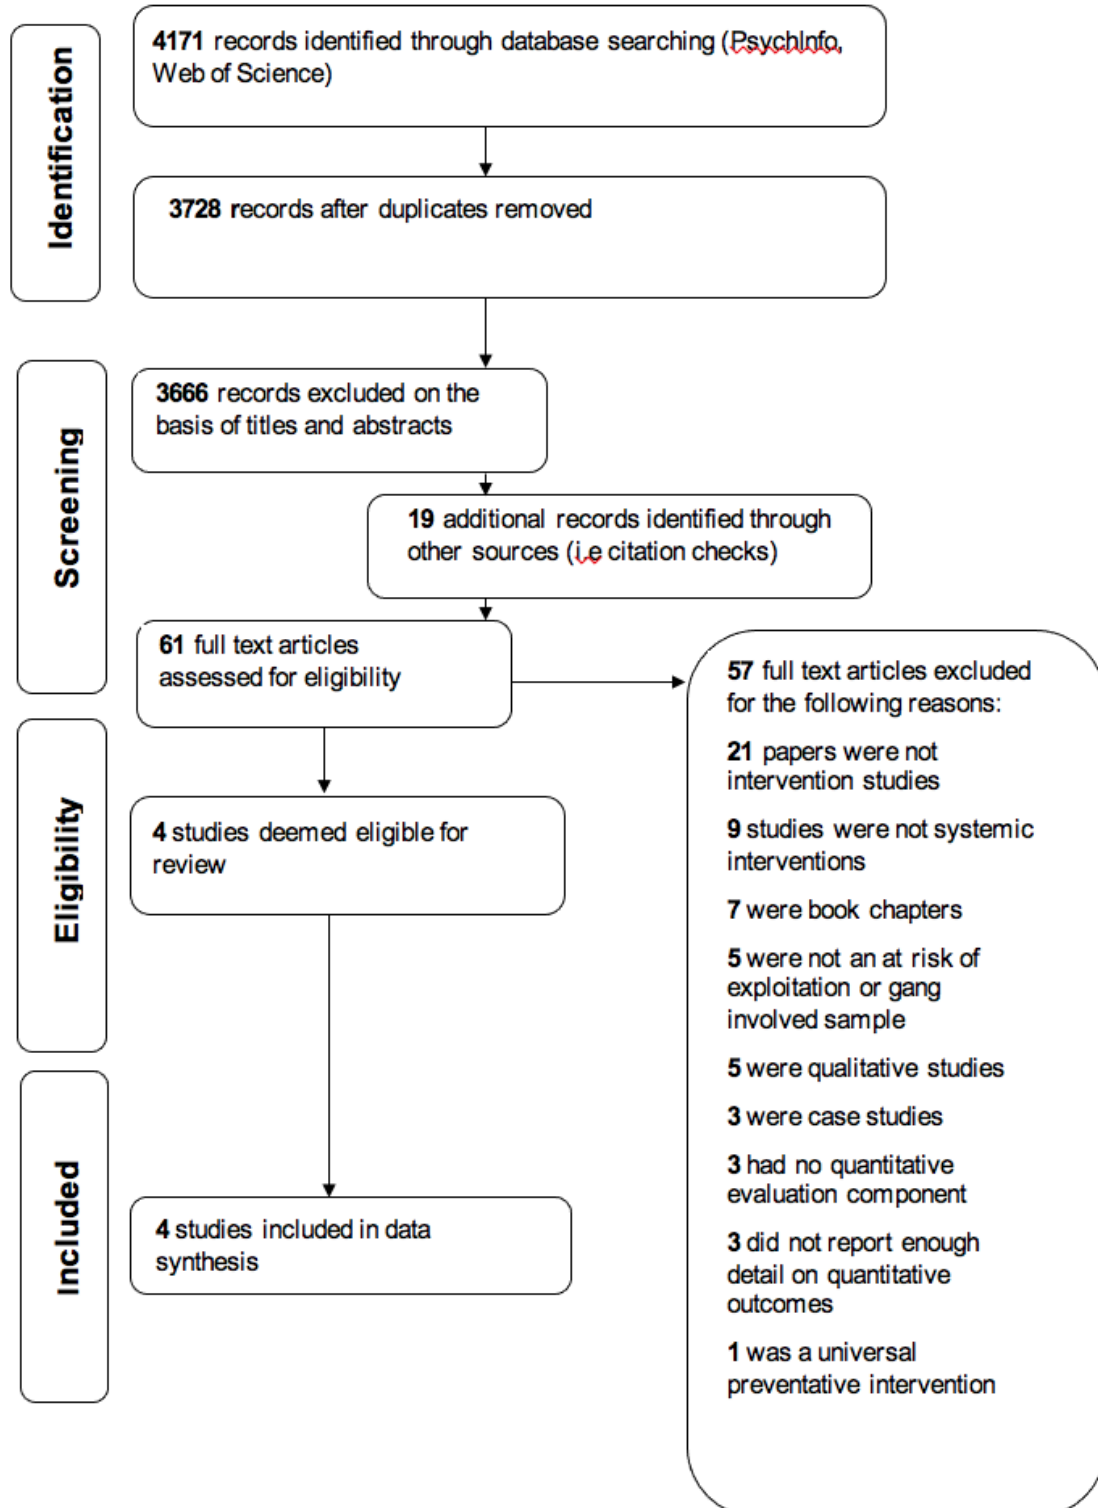 Identification
4171 records identified through database searching (PsychInfo,
Web of Science)
3728 records after duplicates removed
Screening
3666 records excluded on the
basis of titles and abstracts
19 additional records identified through
other sources (i.e citation checks)
61 full text articles
assessed for eligibility
57 full text articles excluded
for the following reasons:
21 papers were not
intervention studies
9 studies were not systemic
interventions
7 were book chapters
5 were not an at risk of
exploitation or gang
involved sample
5 were qualitative studies
3 were case studies
3 had no quantitative
evaluation component
3 did not report enough
detail on quantitative
outcomes
1 was a universal
preventative intervention
Eligibility
4 studies deemed eligible for
review
Included
4 studies included in data
synthesis